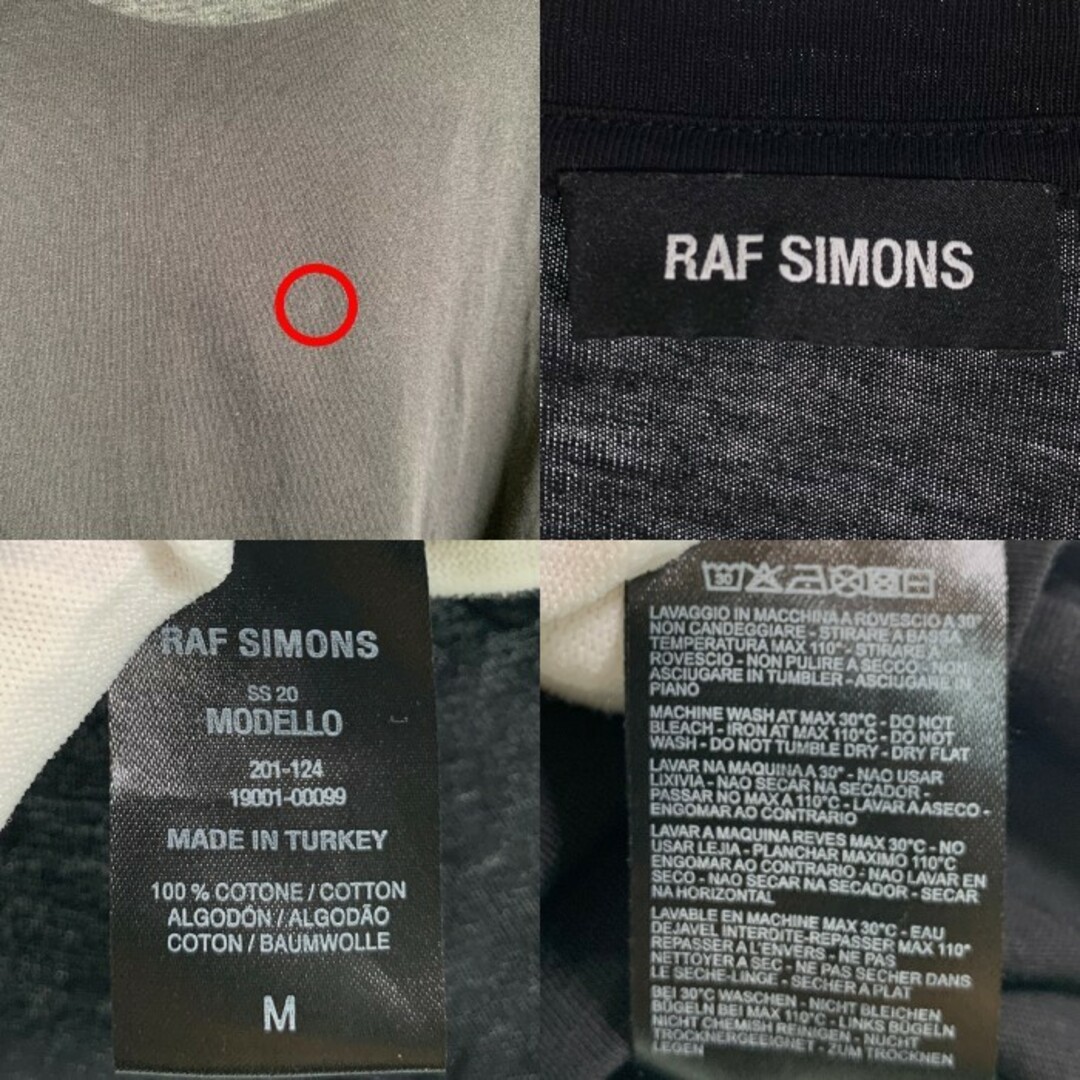 RAF SIMONS
RAF SIMONS
SS 20
MODELLO
201-124
19001-00099
MADE IN TURKEY
100 % COTONE / COTTON
ALGODÓN / ALGODÃO
COTON / BAUMWOLLE
M
30
LAVAGGIO IN MACCHINA A ROVESCIO A 30°
NON CANDEGGIARE - STIRARE A BASSA
TEMPERATURA MAX 110° - STIRARE A
ROVESCIO - NON PULIRE A SECCO - NON
ASCIUGARE IN TUMBLER - ASCIUGARE IN
PIANO
MACHINE WASH AT MAX 30°C - DO NOT
BLEACH - IRON AT MAX 110°C - DO NOT
WASH - DO NOT TUMBLE DRY - DRY FLAT
LAVAR NA MAQUINA A 30° - NAO USAR
LIXIVIA - NAO SECAR NA SECADOR -
PASSAR NO MAX A 110°C - LAVAR A ASECO -
ENGOMAR AO CONTRARIO
LAVAR A MAQUINA REVES MAX 30°C - NO
USAR LEJIA - PLANCHAR MAXIMO 110°C
ENGOMAR AO CONTRARIO - NAO LAVAR EN
SECO - NAO SECAR NA SECADOR - SECAR
NA HORIZONTAL
LAVABLE EN MACHINE MAX 30°C - EAU
DEJAVEL INTERDITE-REPASSER MAX 110°
REPASSER A L'ENVERS - NE PAS
NETTOYER A SEC - NE PAS SECHER DANS
LE SECHE-LINGE - SECHER A PLAT
BEI 30°C WASCHEN - NICHT BLEICHEN
BÜGELN BEI MAX 110°C - LINKS BÜGELN
NICHT CHEMISH REINIGEN - NUCHT
TROCKNERGEEIGNET - ZUM TROCKNEN
LEGEN